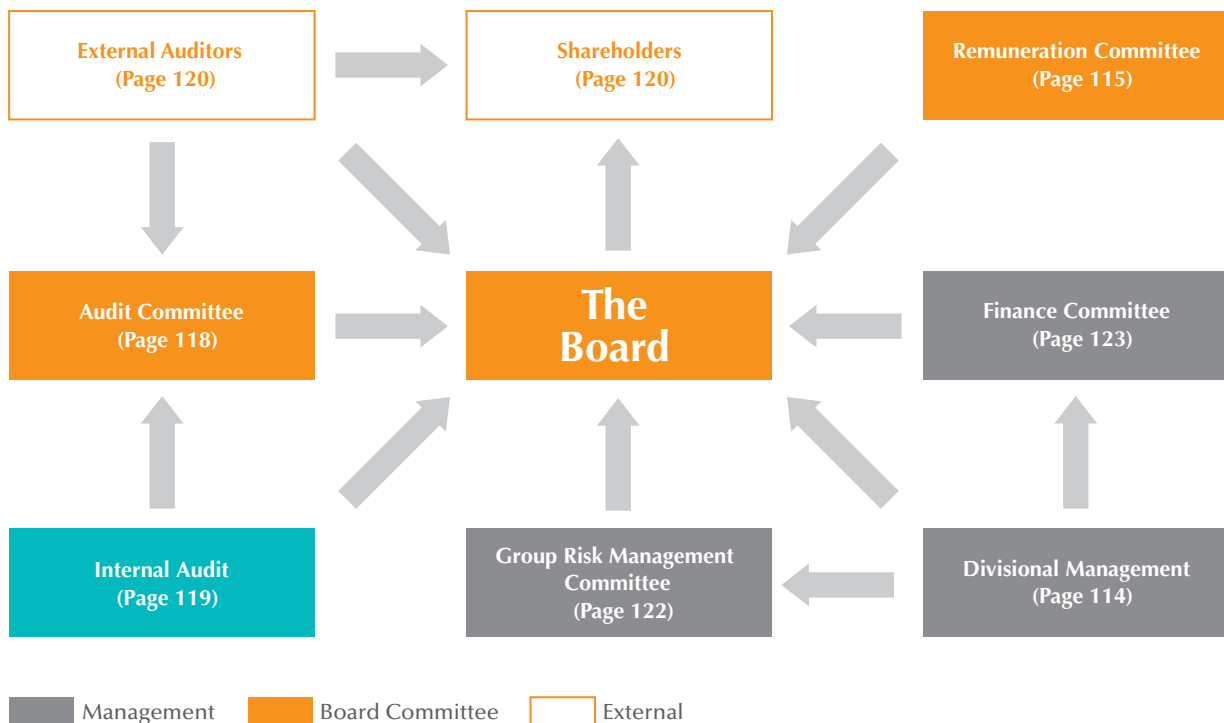 External Auditors
(Page 120)
Shareholders
(Page 120)
Remuneration Committee
(Page 115)
Audit Committee
(Page 118)
The
Board
Finance Committee
(Page 123)
Internal Audit
(Page 119)
Group Risk Management
Committee
(Page 122)
Divisional Management
(Page 114)
Management
Board Committee
External